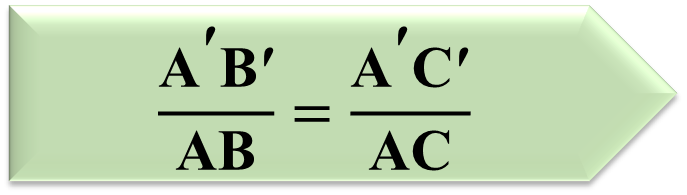 A′B′ = A′C′
AB AC